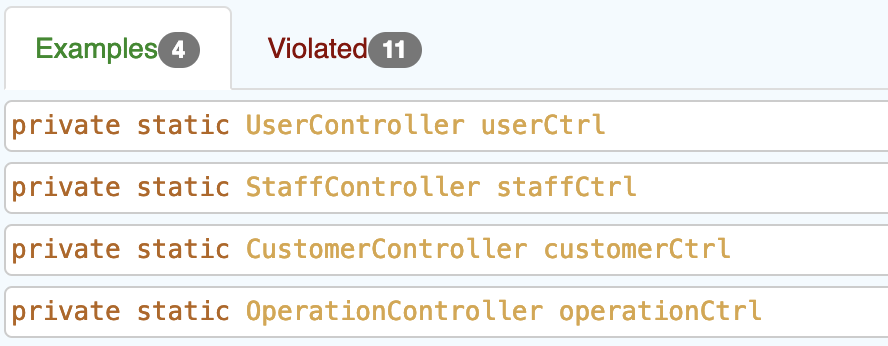 Examples 4 Violated 11
private static UserController userCtrl
private static StaffController staffCtrl
private static CustomerController customerCtrl
private static OperationController operationCtrl